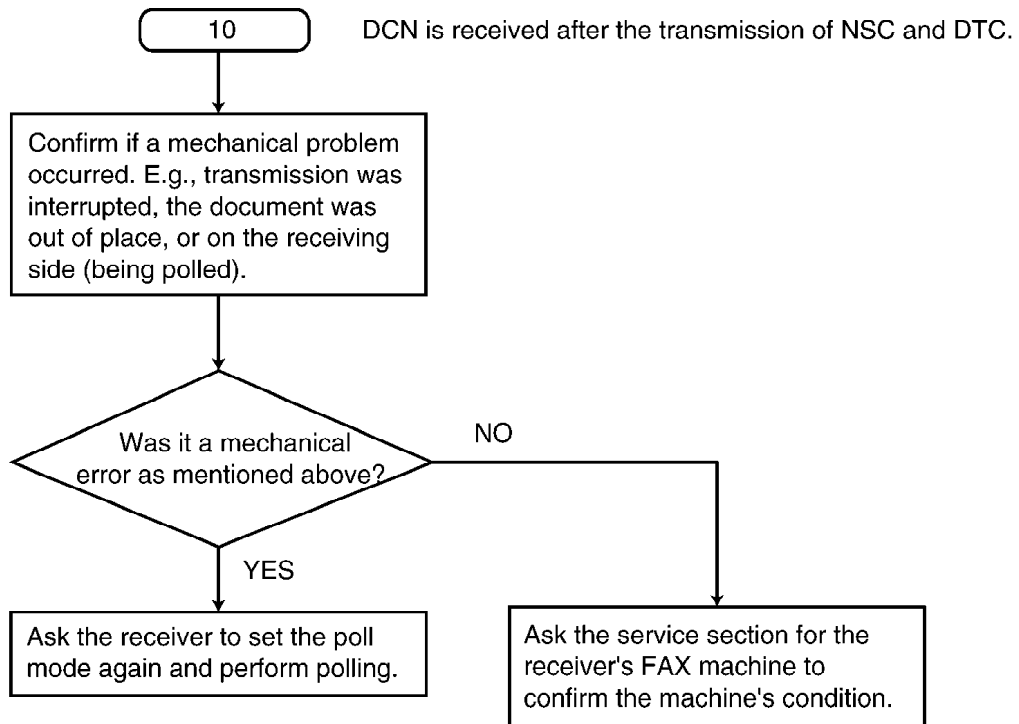 10
DCN is received after the transmission of NSC and DTC.
Confirm if a mechanical problem
occurred. E.g., transmission was
interrupted, the document was
out of place, or on the receiving
side (being polled).
Was it a mechanical
error as mentioned above?
NO
YES
Ask the receiver to set the poll
mode again and perform polling.
Ask the service section for the
receiver's FAX machine to
confirm the machine's condition.